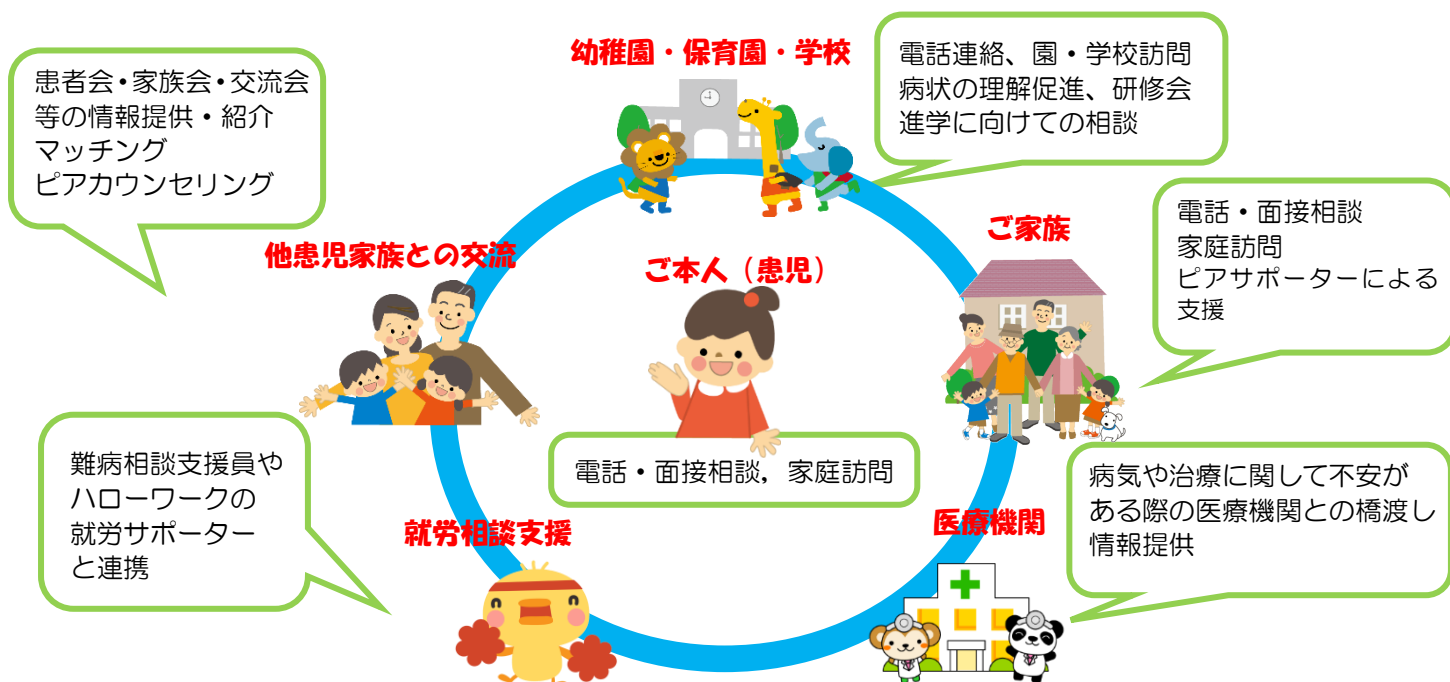 幼稚園・保育園・学校
電話連絡、園・学校訪問
病状の理解促進、研修会
進学に向けての相談
患者会・家族会・交流会
等の情報提供・紹介
マッチング
ピアカウンセリング
他患児家族との交流
ご本人（患児）
電話・面接相談，家庭訪問
ご家族
電話・面接相談
家庭訪問
ピアサポーターによる
支援
難病相談支援員や
ハローワークの
就労サポーター
と連携
就労相談支援
医療機関
病気や治療に関して不安が
ある際の医療機関との橋渡し
情報提供